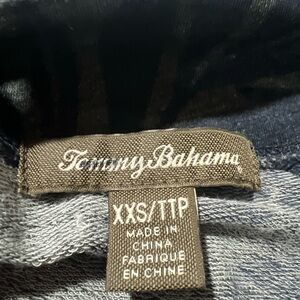 Tommy Bahama
XXS/TTP
MADE IN
CHINA
FABRIQUE
EN CHINE